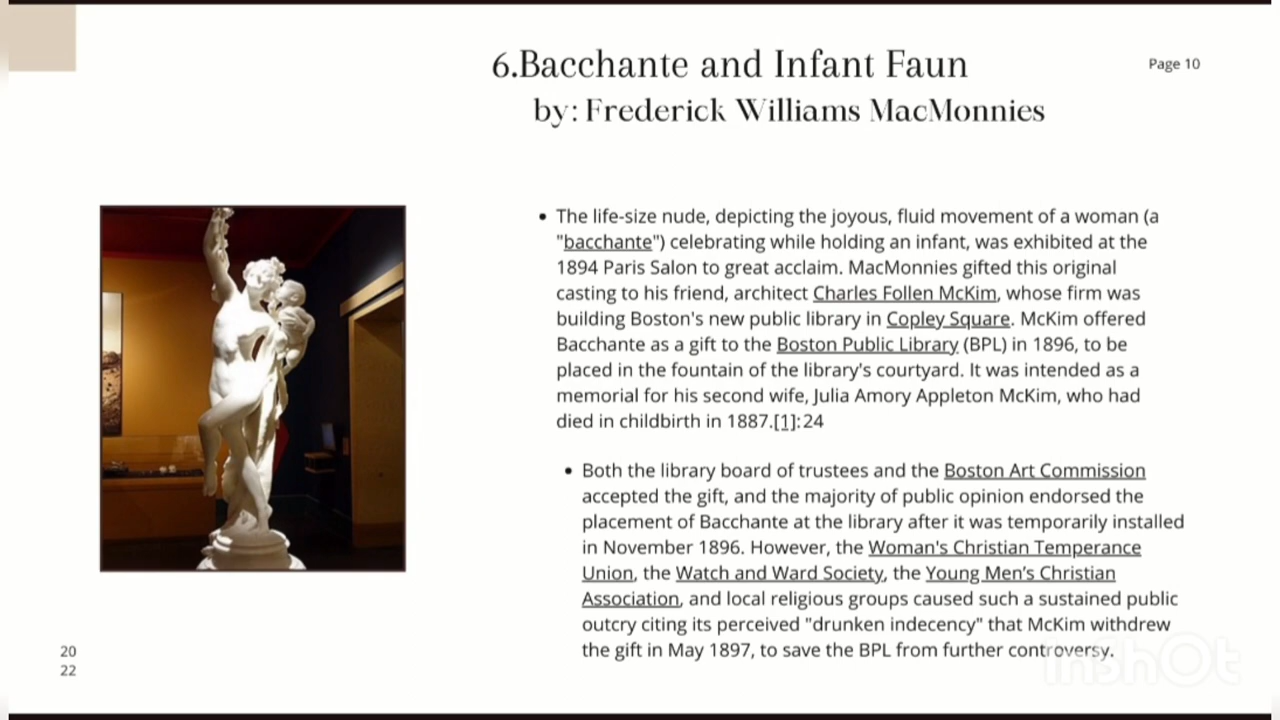 6.Bacchante and Infant Faun
by: Frederick Williams MacMonnies
Page 10
• The life-size nude, depicting the joyous, fluid movement of a woman (a
"bacchante") celebrating while holding an infant, was exhibited at the
1894 Paris Salon to great acclaim. MacMonnies gifted this original
casting to his friend, architect Charles Follen McKim, whose firm was
building Boston's new public library in Copley Square. McKim offered
Bacchante as a gift to the Boston Public Library (BPL) in 1896, to be
placed in the fountain of the library's courtyard. It was intended as a
memorial for his second wife, Julia Amory Appleton McKim, who had
died in childbirth in 1887.[1]:24
• Both the library board of trustees and the Boston Art Commission
accepted the gift, and the majority of public opinion endorsed the
placement of Bacchante at the library after it was temporarily installed
in November 1896. However, the Woman's Christian Temperance
Union, the Watch and Ward Society, the Young Men's Christian
Association, and local religious groups caused such a sustained public
outcry citing its perceived "drunken indecency" that McKim withdrew
the gift in May 1897, to save the BPL from further controversy.
20
22
InShOt